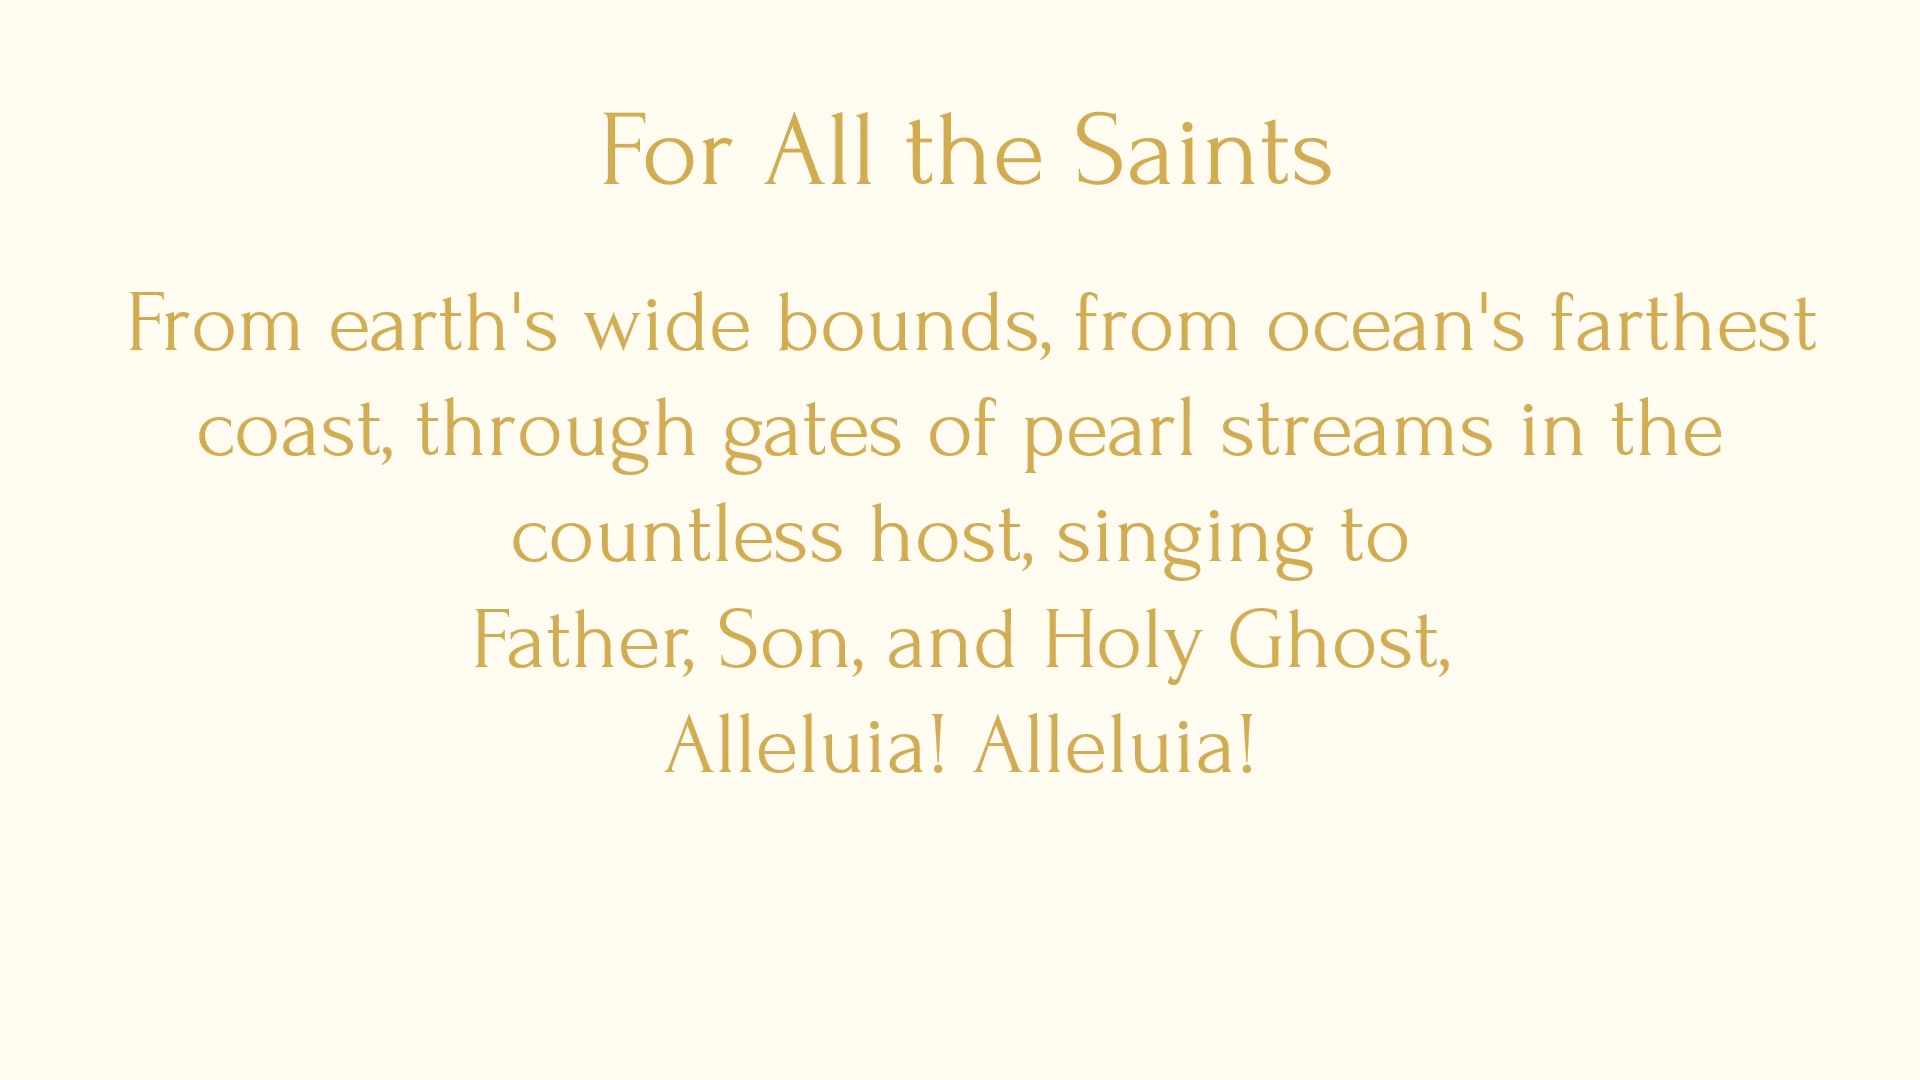 For All the Saints
From earth's wide bounds, from ocean's farthest
coast, through gates of pearl streams in the
countless host, singing to
Father, Son, and Holy Ghost,
Alleluia! Alleluia!